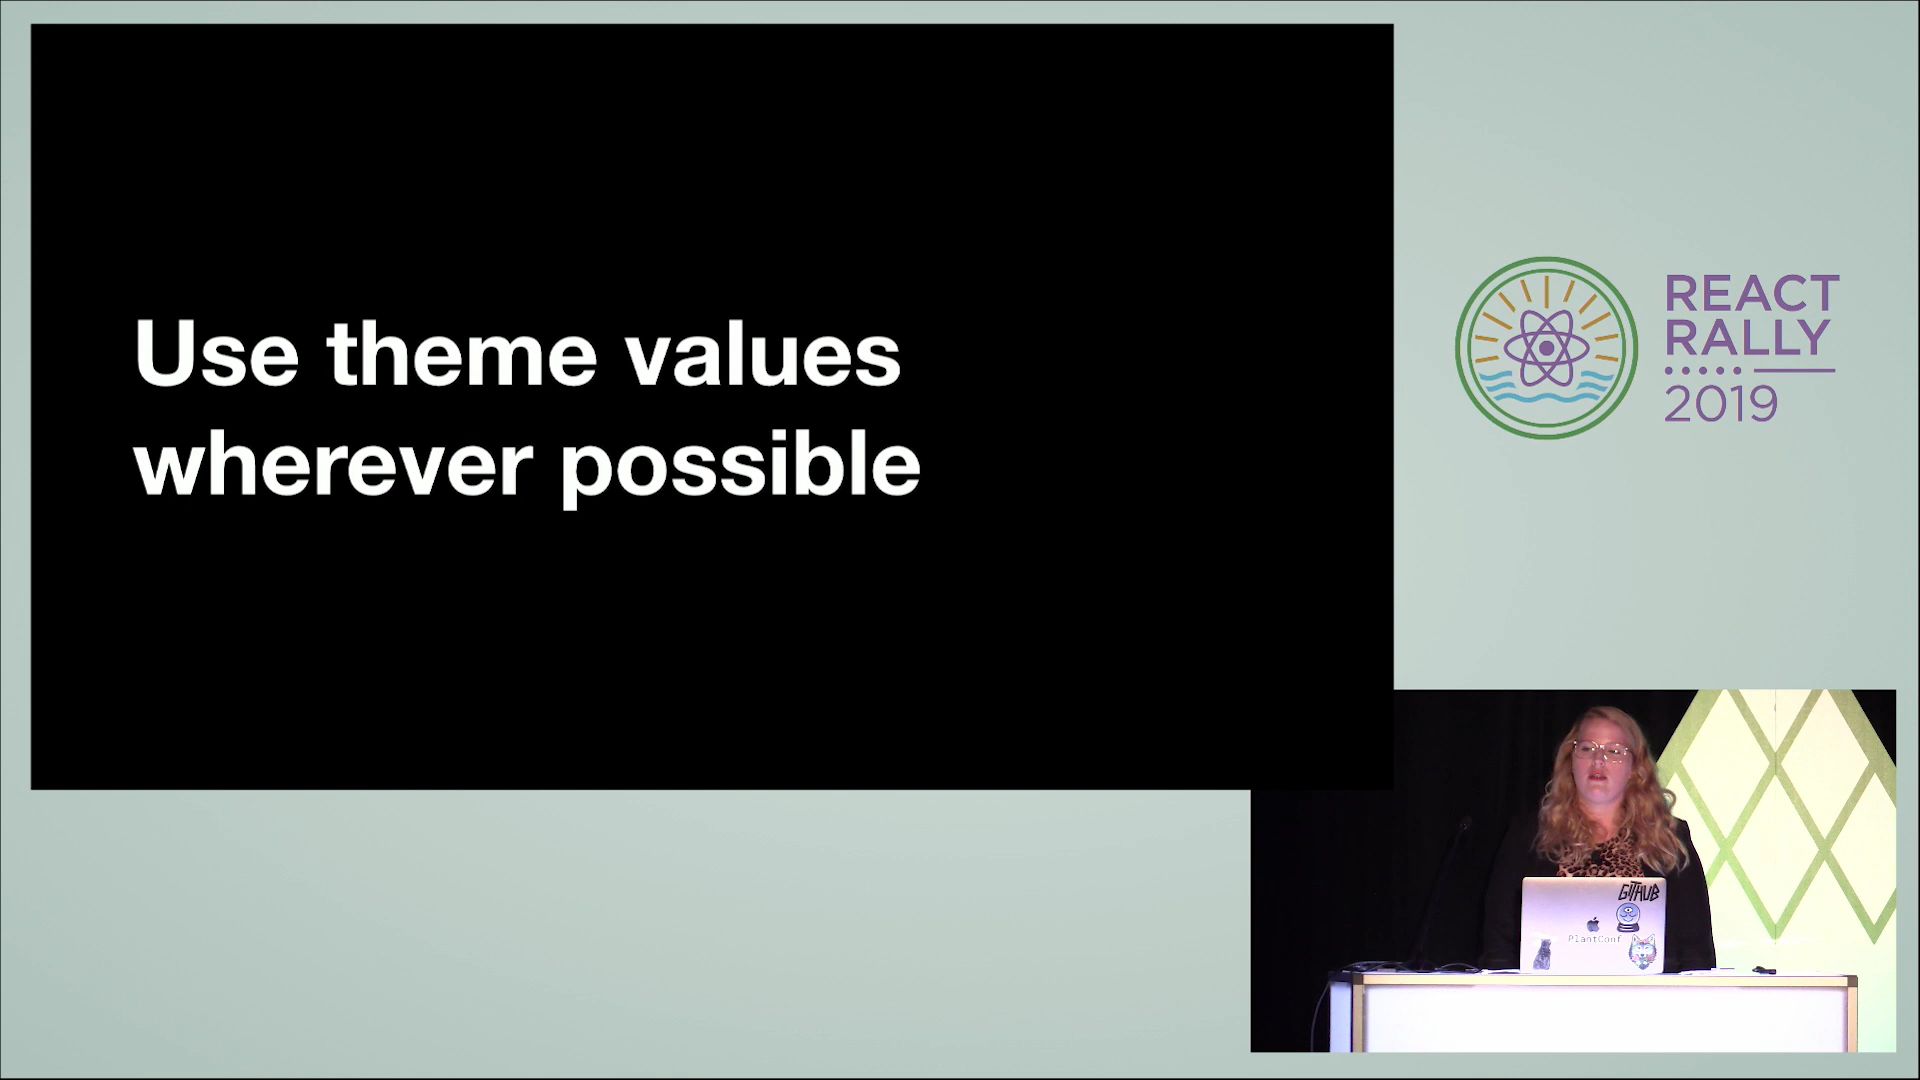 Use theme values
wherever possible
REACT
RALLY
2019
GITHUB
PlantConf